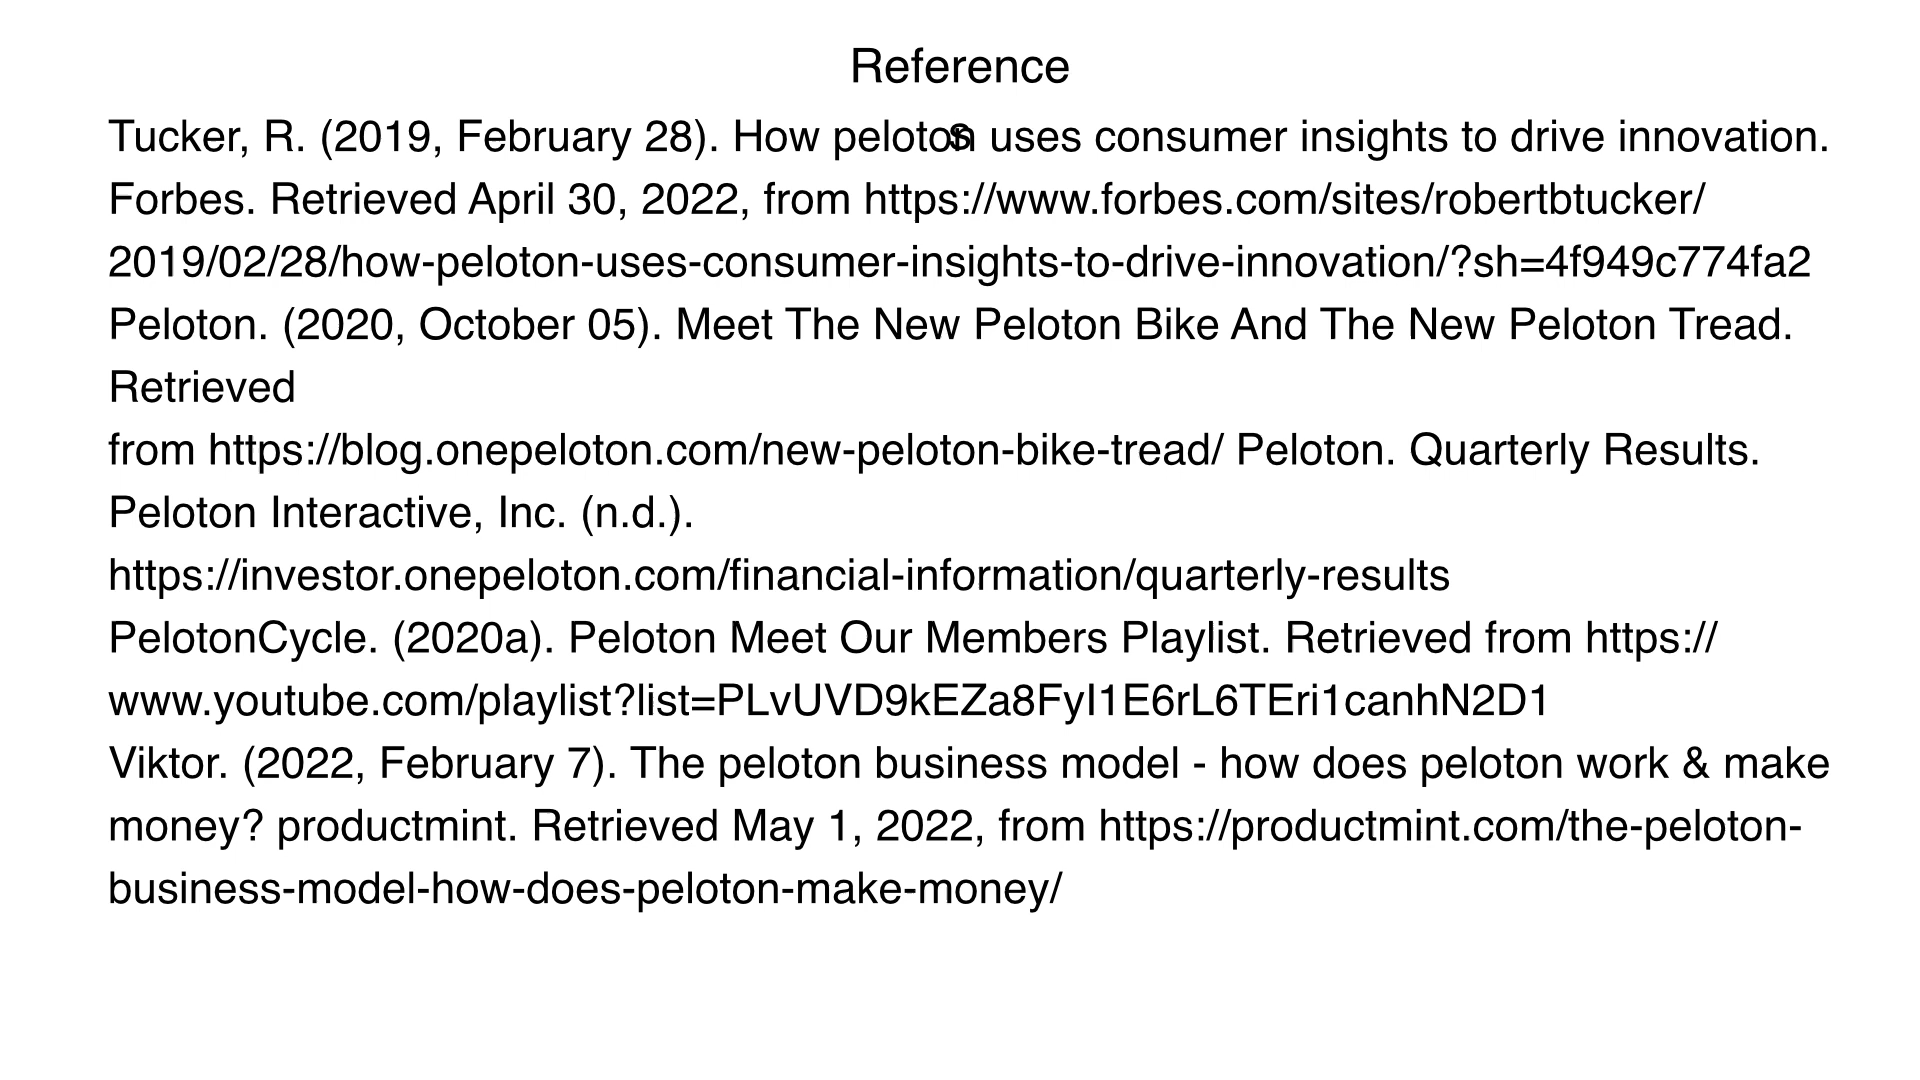 Reference
s
Tucker, R. (2019, February 28). How peloton uses consumer insights to drive innovation.
Forbes. Retrieved April 30, 2022, from https://www.forbes.com/sites/robertbtucker/
2019/02/28/how-peloton-uses-consumer-insights-to-drive-innovation/?sh=4f949c774fa2
Peloton. (2020, October 05). Meet The New Peloton Bike And The New Peloton Tread.
Retrieved
from https://blog.onepeloton.com/new-peloton-bike-tread/ Peloton. Quarterly Results.
Peloton Interactive, Inc. (n.d.).
https://investor.onepeloton.com/financial-information/quarterly-results
PelotonCycle. (2020a). Peloton Meet Our Members Playlist. Retrieved from https://
www.youtube.com/playlist?list=PLvUVD9kEZa8FyI1E6rL6TEri1canhN2D1
Viktor. (2022, February 7). The peloton business model - how does peloton work & make
money? productmint. Retrieved May 1, 2022, from https://productmint.com/the-peloton-
business-model-how-does-peloton-make-money/